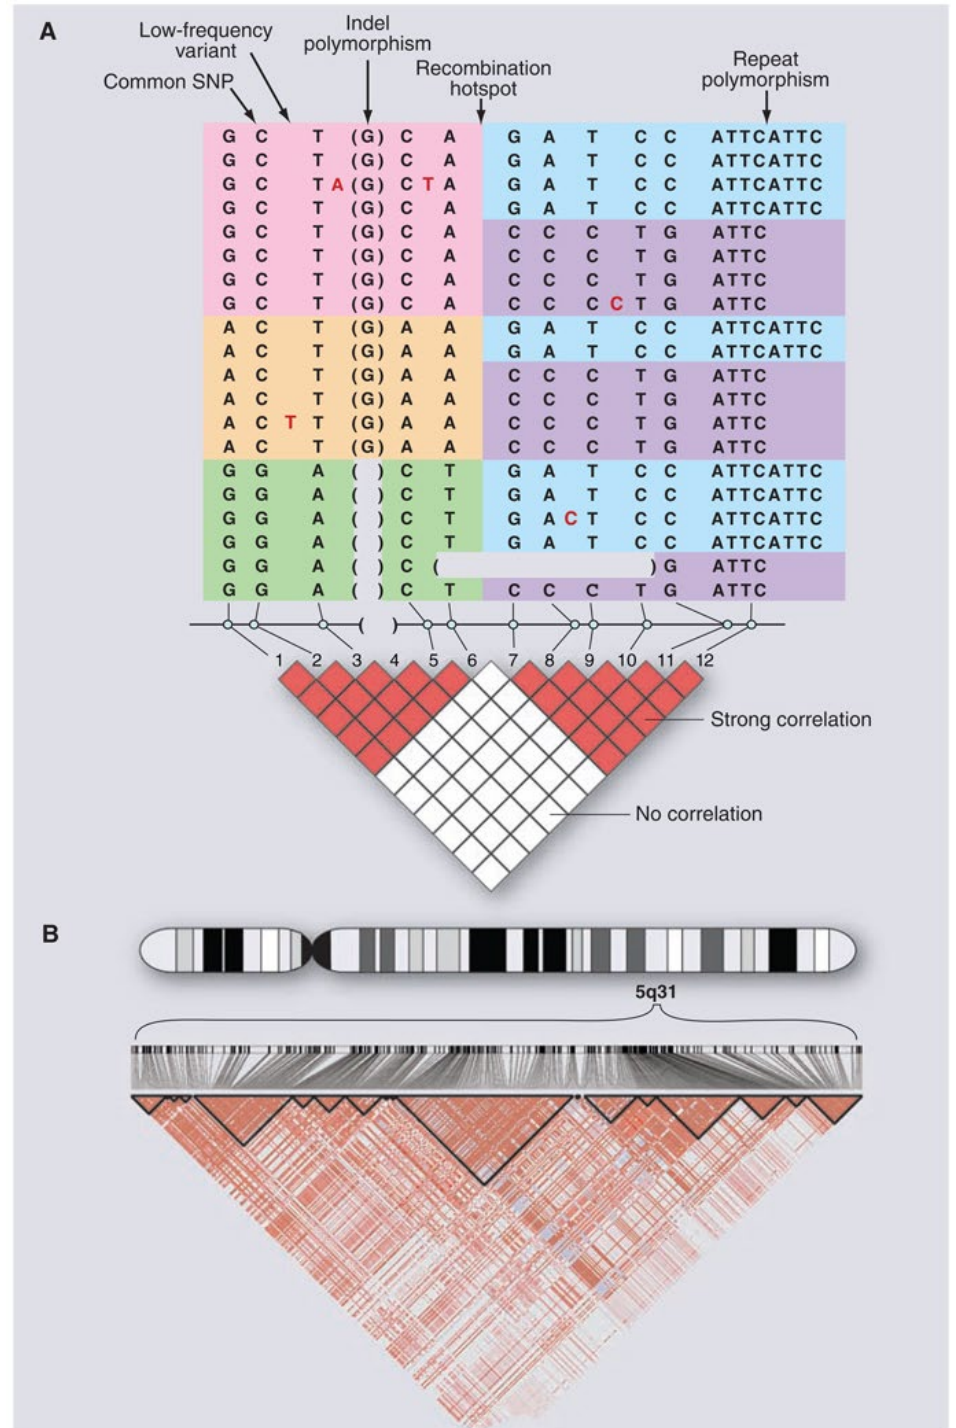 A
Low-frequency
variant
Common SNP
Indel
polymorphism
Recombination
hotspot
Repeat
polymorphism
G C T (G) C A G A T C C ATTCATTC
G C T (G) C A G A T C C ATTCATTC
G C T A (G) C T A G A T C C ATTCATTC
G C T (G) C A G A T C C ATTCATTC
G C T (G) C A C C C T G ATTC
G C T (G) C A C C C T G ATTC
G C T (G) C A C C C T G ATTC
G C T (G) C A C C C C T G ATTC
A C T (G) A A G A T C C ATTCATTC
A C T (G) A A G A T C C ATTCATTC
A C T (G) A A C C C T G ATTC
A C T (G) A A C C C T G ATTC
A C T T (G) A A C C C T G ATTC
A C T (G) A A C C C T G ATTC
G G A ( ) C T G A T C C ATTCATTC
G G A ( ) C T G A T C C ATTCATTC
G G A ( ) C T G A C T C C ATTCATTC
G G A ( ) C T G A T C C ATTCATTC
G G A ( ) C ( ) G ATTC
G G A ( ) C T C C C T G ATTC
( )
1 2 3 4 5 6 7 8 9 10 11 12
Strong correlation
No correlation
B
5q31